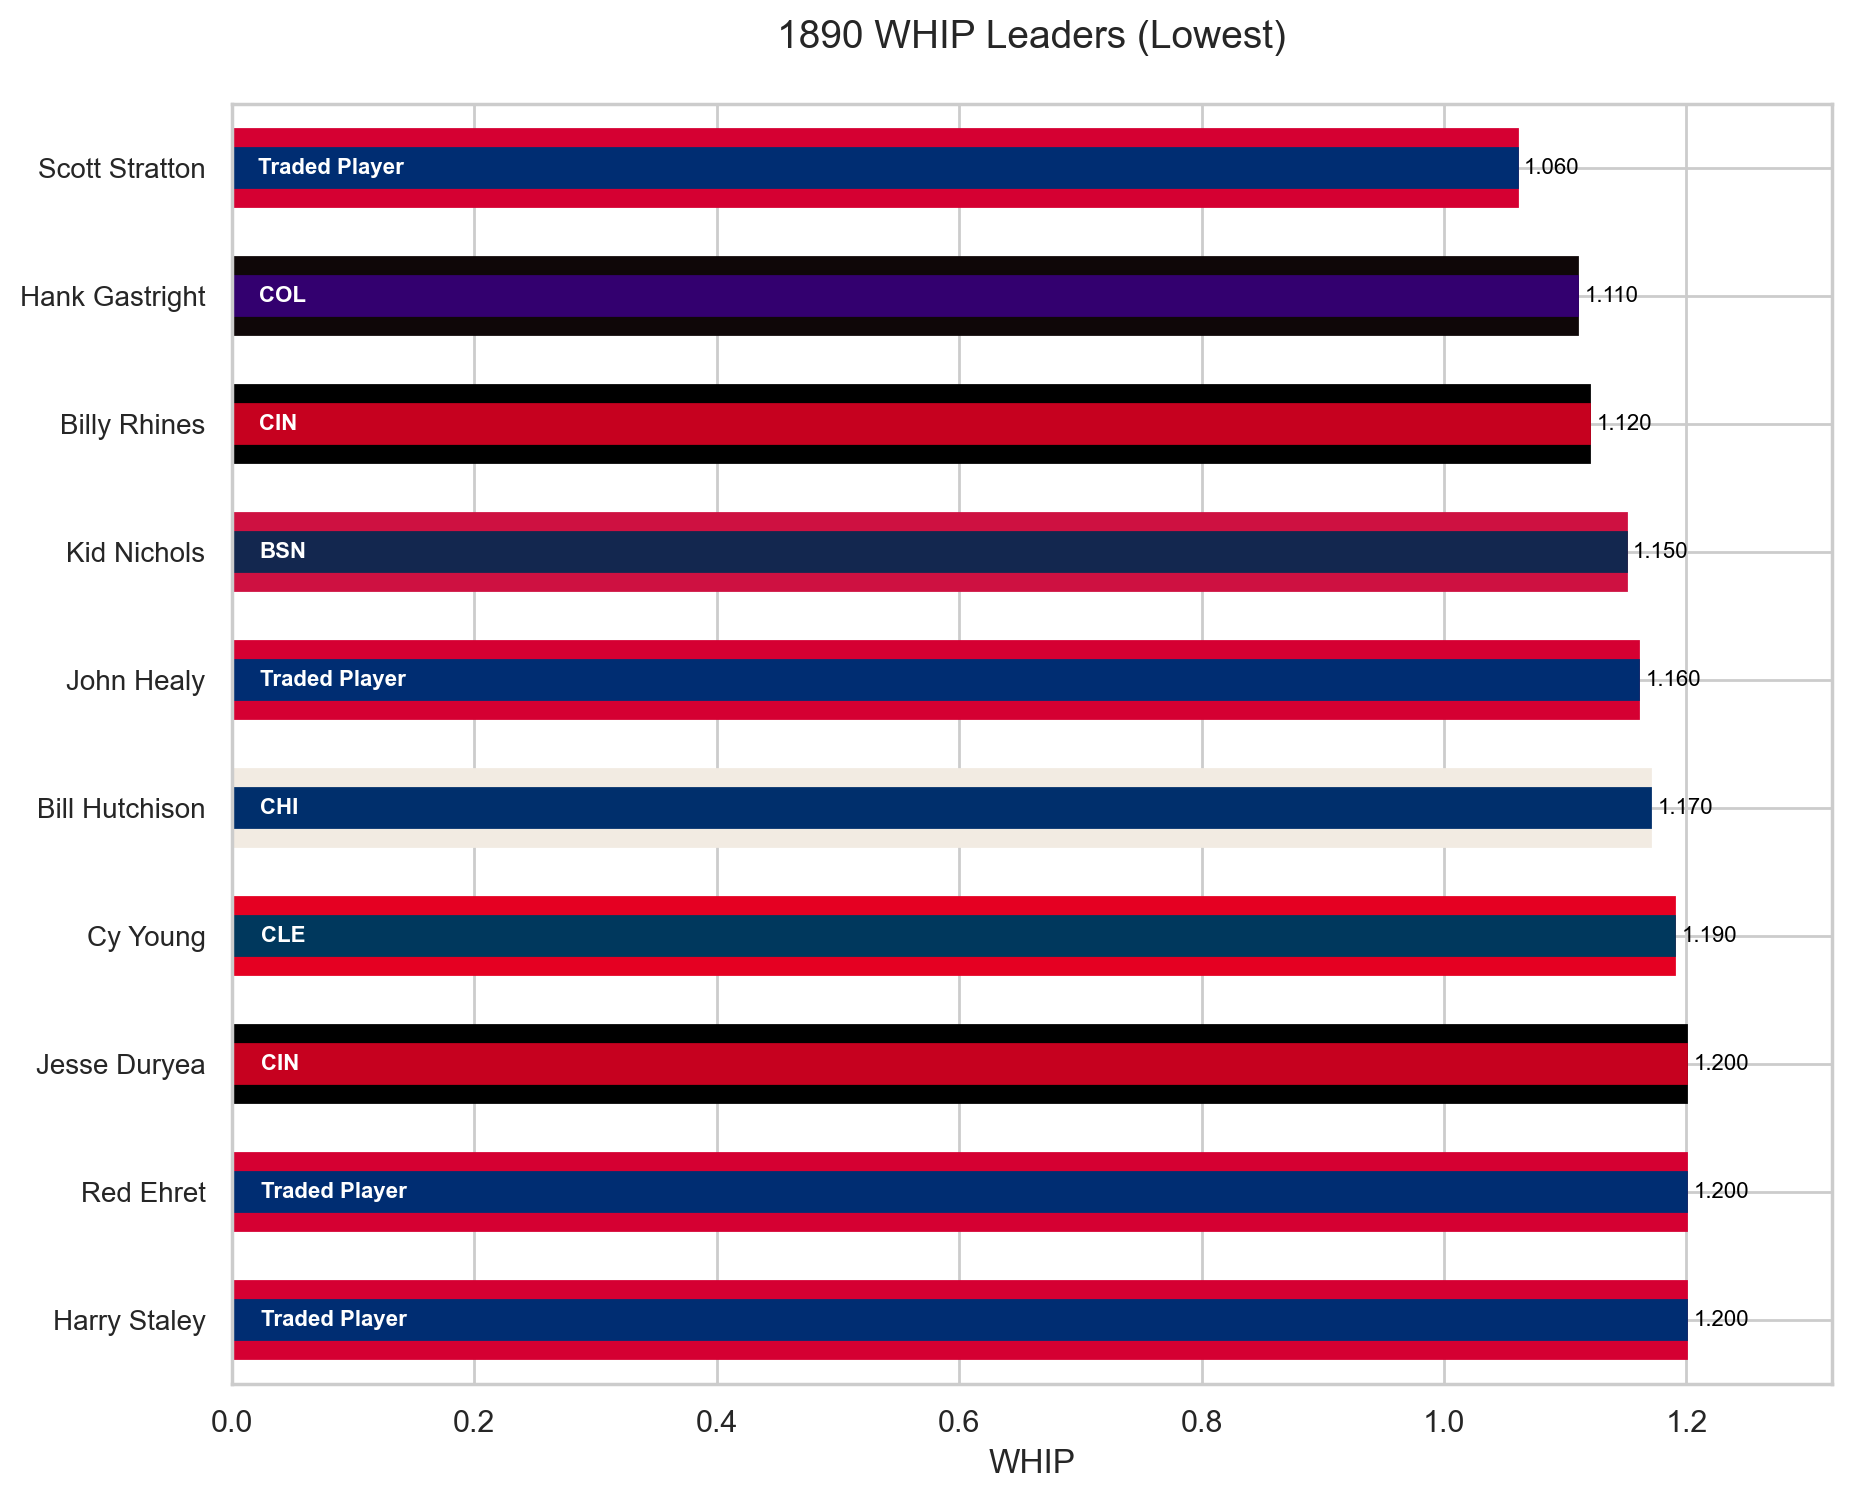 1890 WHIP Leaders (Lowest)
Scott Stratton Traded Player 1.060
Hank Gastright COL 1.110
Billy Rhines CIN 1.120
Kid Nichols BSN 1.150
John Healy Traded Player 1.160
Bill Hutchison CHI 1.170
Cy Young CLE 1.190
Jesse Duryea CIN 1.200
Red Ehret Traded Player 1.200
Harry Staley Traded Player 1.200
0.0 0.2 0.4 0.6 0.8 1.0 1.2
WHIP